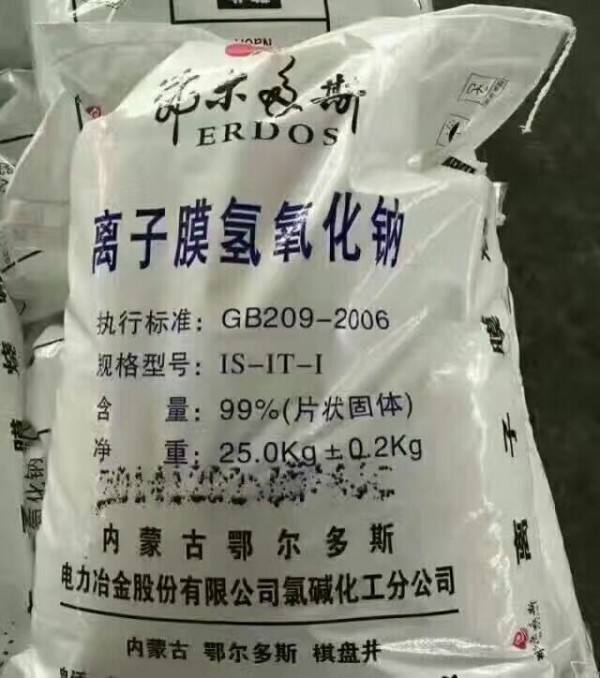 鄂尔多斯
ERDOS
离子膜氢氧化钠
执行标准：GB209-2006
规格型号：IS-IT-I
含 量：99%(片状固体)
净 重：25.0Kg±0.2Kg
内蒙古鄂尔多斯
电力冶金股份有限公司氯碱化工分公司
内蒙古 鄂尔多斯 棋盘井